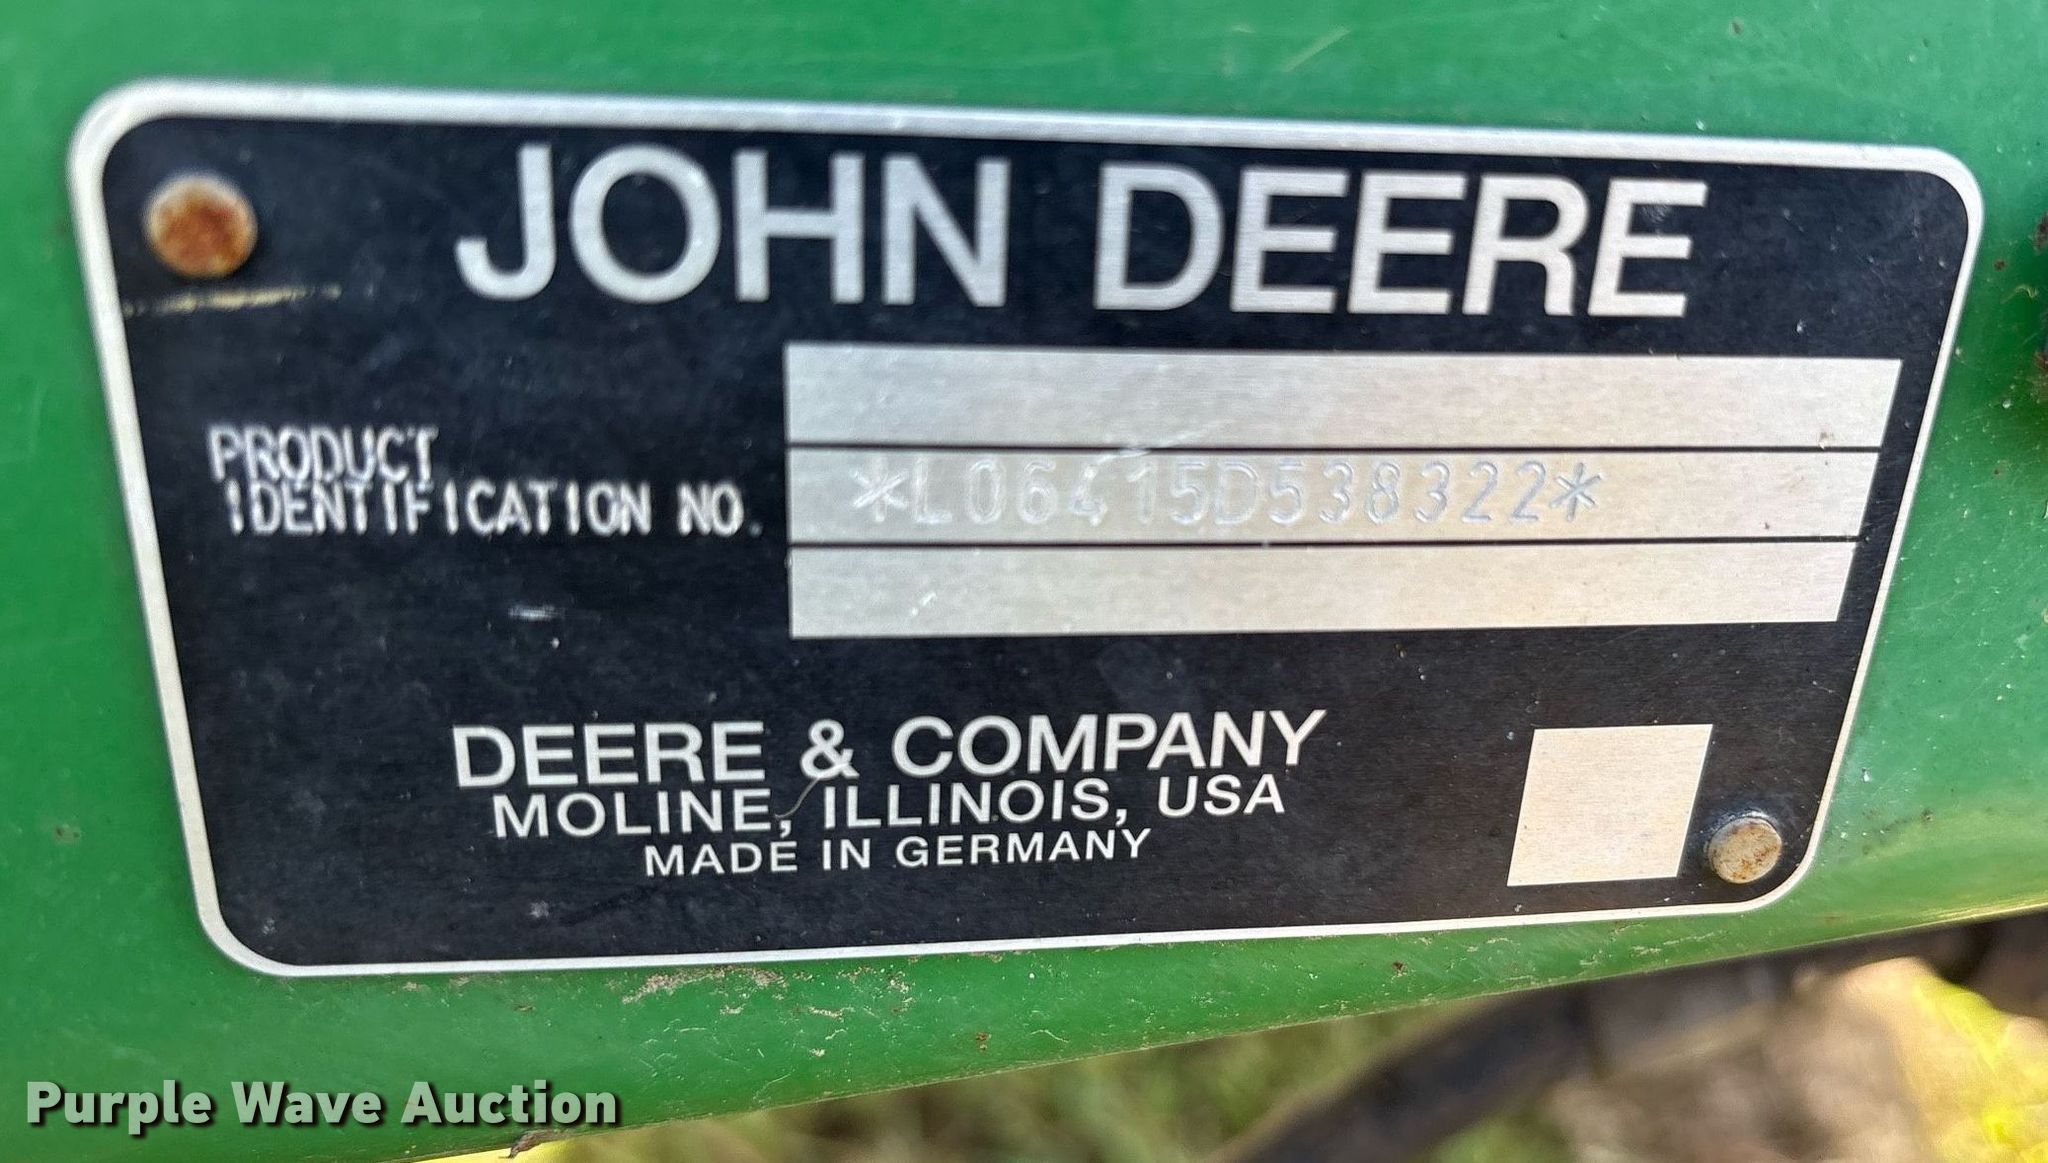 JOHN DEERE
PRODUCT
IDENTIFICATION NO.
*L06415D538322*
DEERE & COMPANY
MOLINE, ILLINOIS, USA
MADE IN GERMANY
Purple Wave Auction